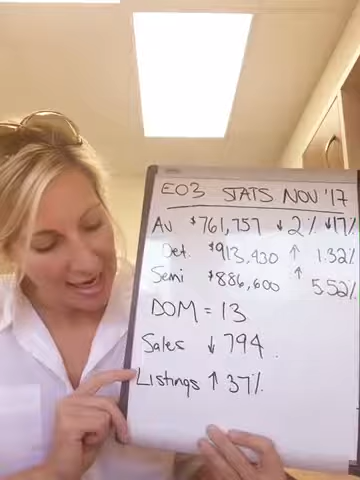 E03 STATS NOV '17
Av $761,757 ↓2% ↓17%
Det. $913,430 ↑ 1.32%
Semi $886,600 ↑ 5.52%
DOM = 13
Sales ↓ 794
Listings ↑ 37%